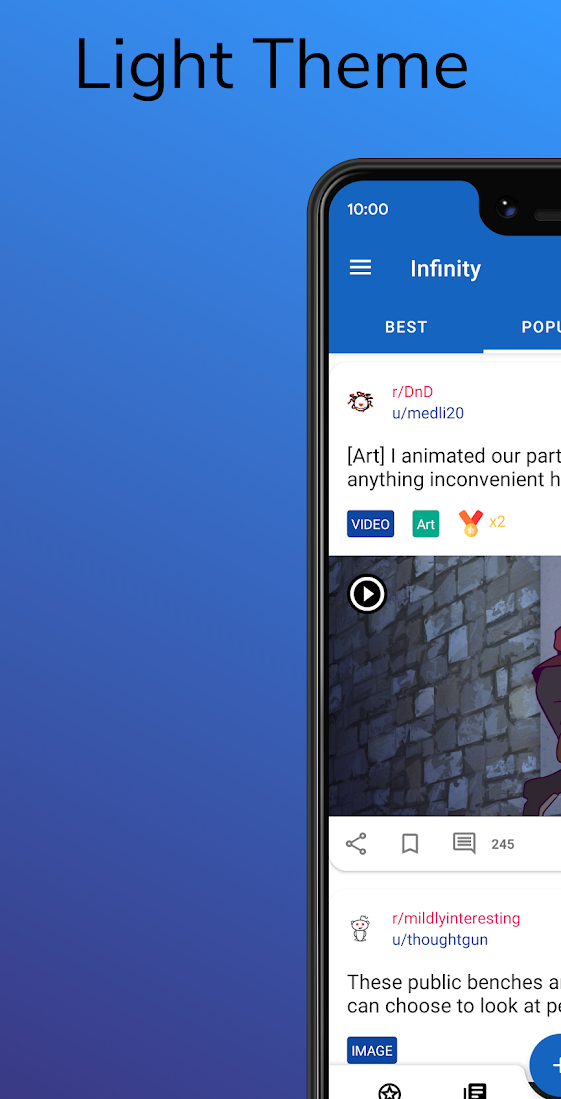 Light Theme
10:00
Infinity
BEST POPU
r/DnD
u/medli20
[Art] I animated our part
anything inconvenient h
VIDEO Art x2
245
r/mildlyinteresting
u/thoughtgun
These public benches a
can choose to look at pe
IMAGE